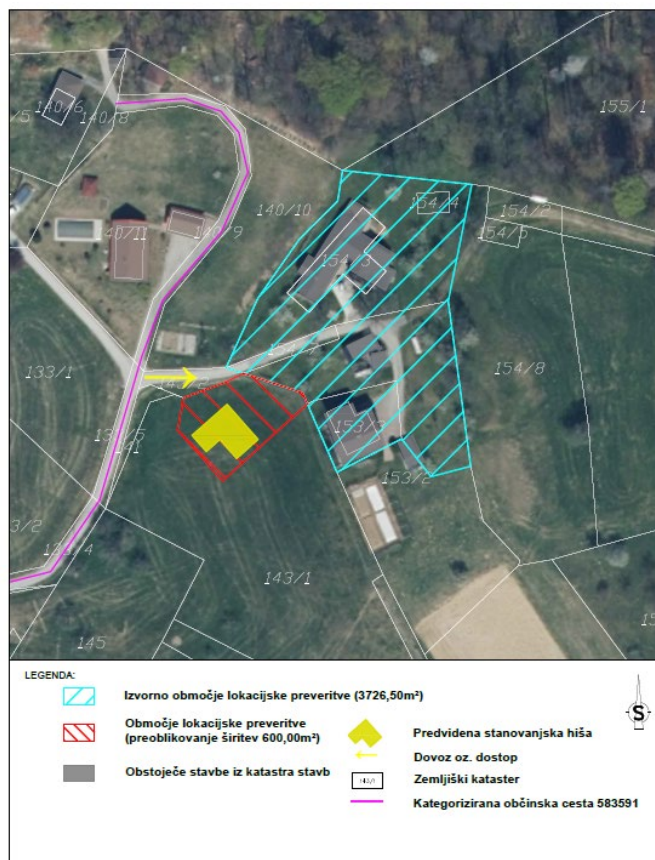 155/1
140/6
140/8
140/10
154/4
154/2
154/5
140/11
140/9
154/3
133/1
154/8
153/3
153/2
143/1
145
LEGENDA:
Izvorno območje lokacijske preveritve (3726,50m²)
Območje lokacijske preveritve
(preoblikovanje širitev 600,00m²)
Obstoječe stavbe iz katastra stavb
S
Predvidena stanovanjska hiša
Dovoz oz. dostop
Zemljiški kataster
Kategorizirana občinska cesta 583591